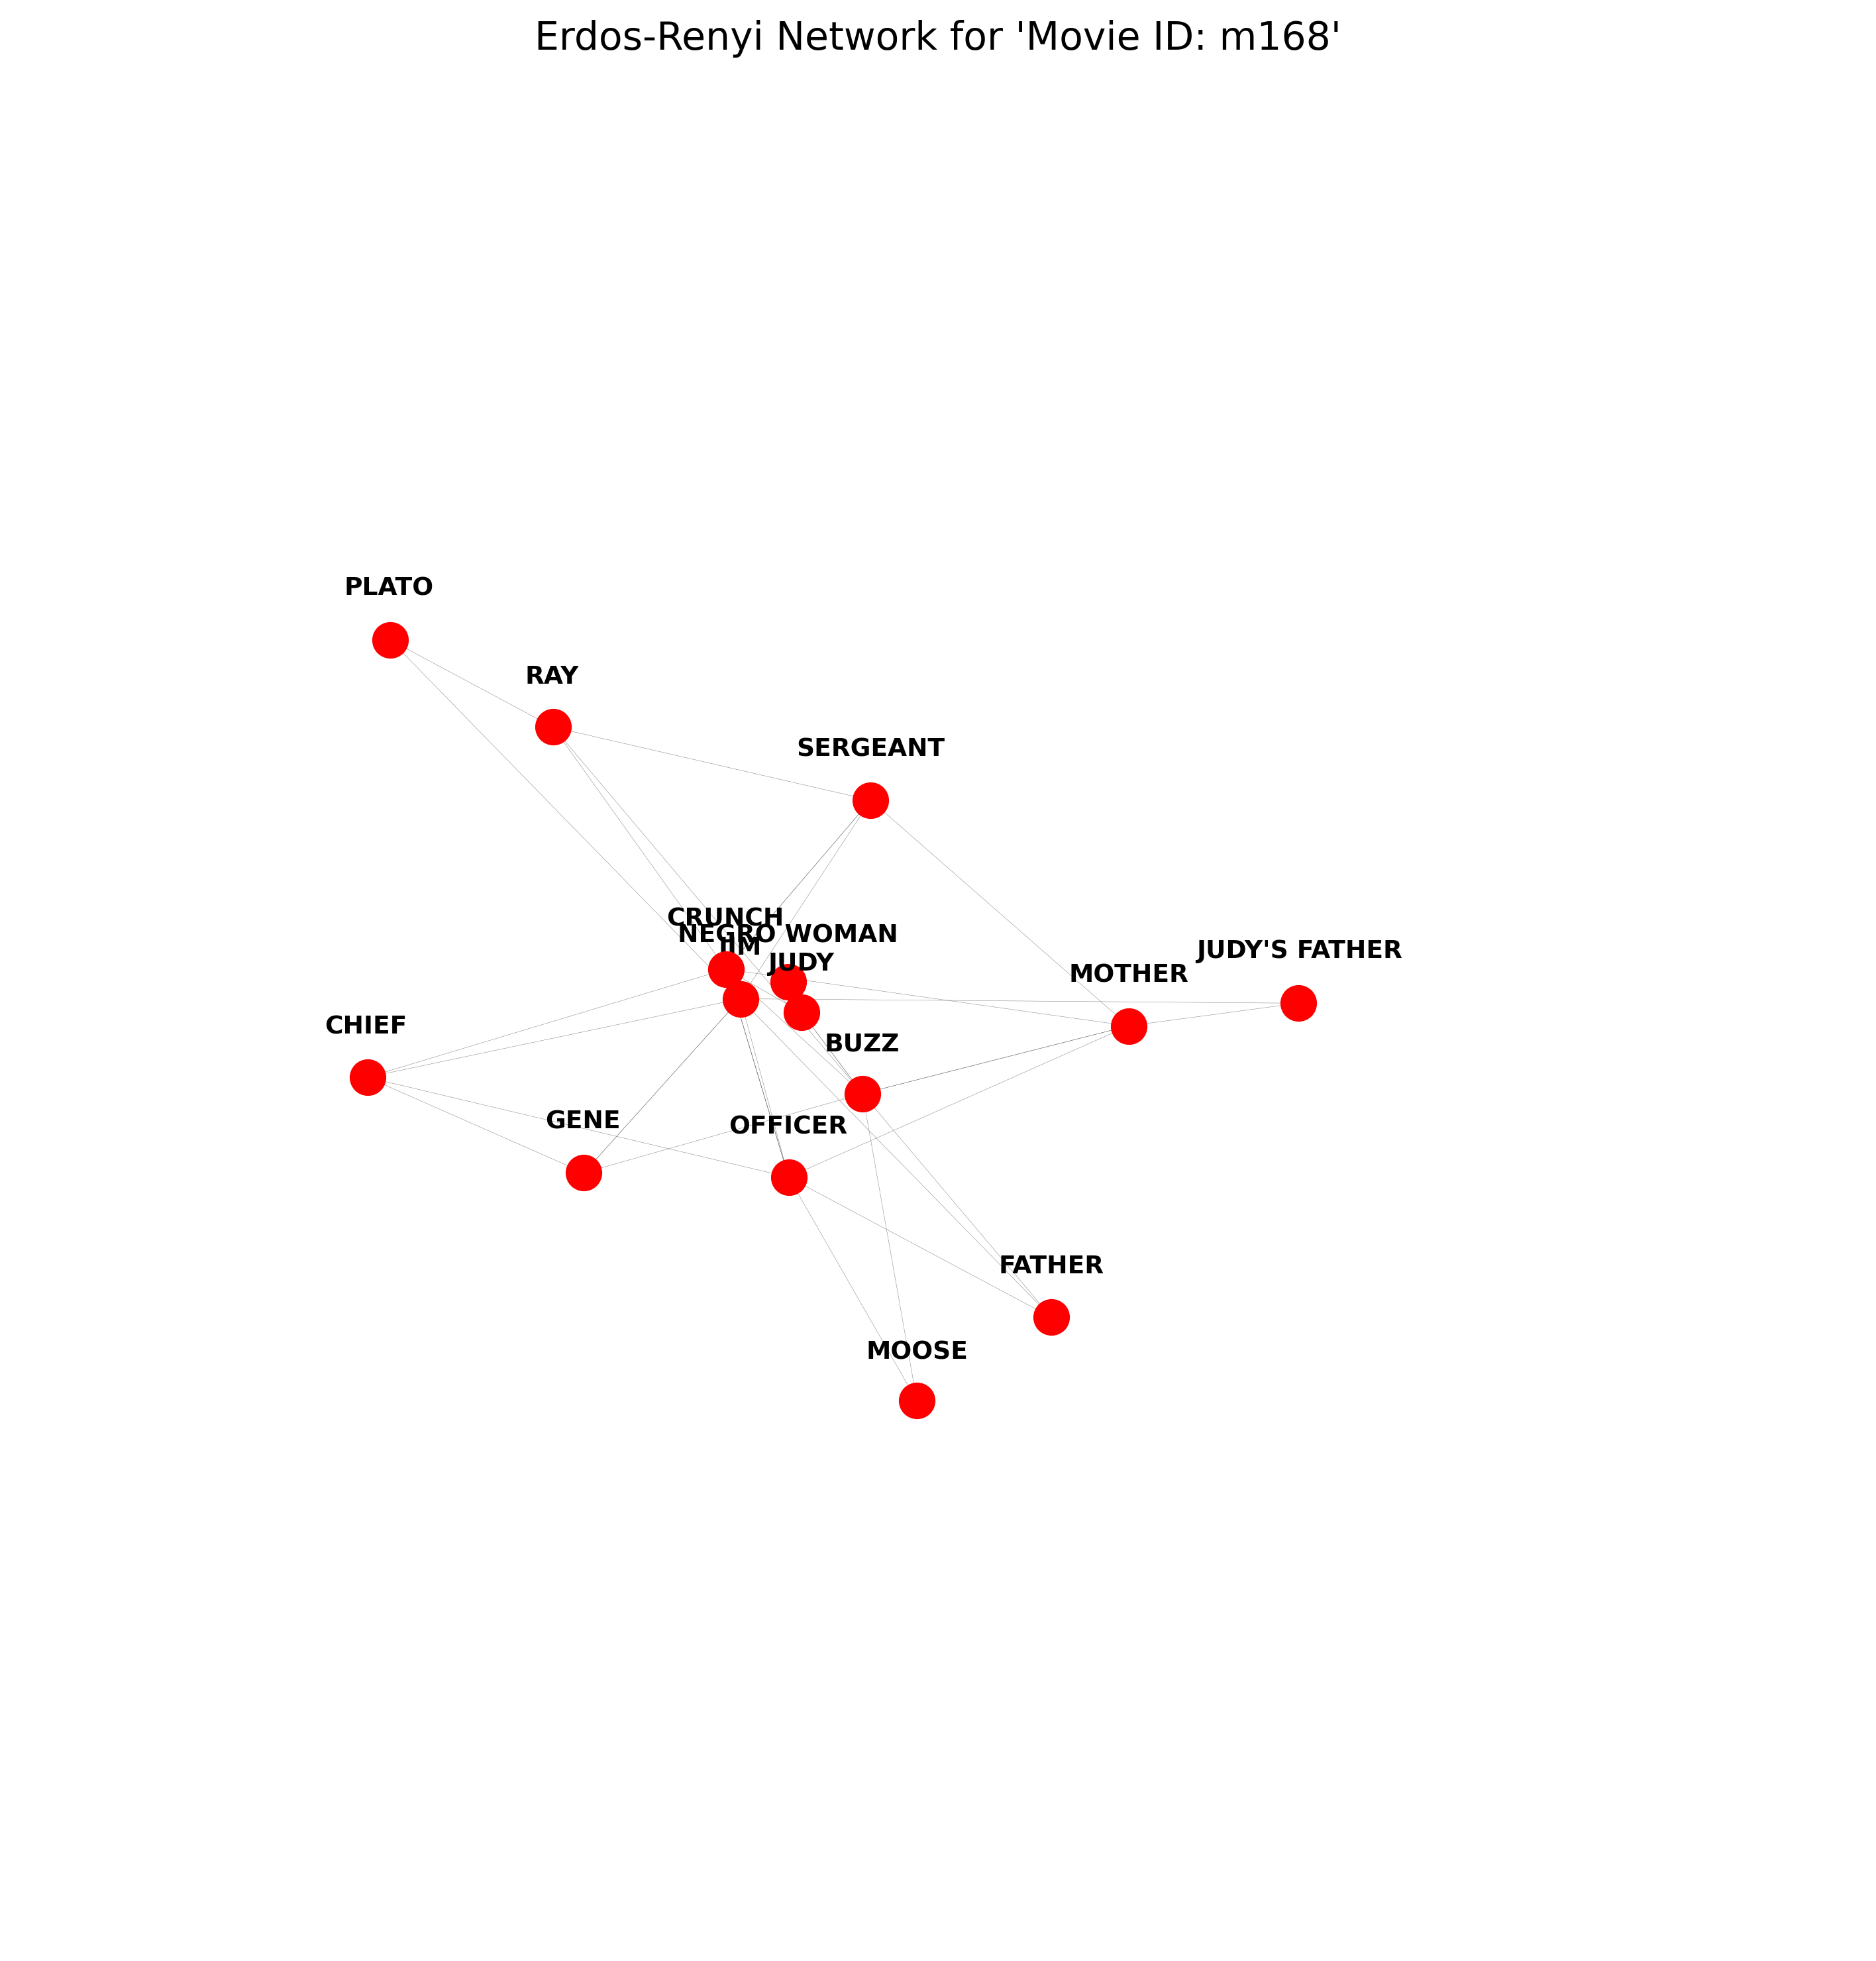 Erdos-Renyi Network for 'Movie ID: m168'
PLATO
RAY
SERGEANT
CRUNCH
NEGRO WOMAN
JIM
JUDY
JUDY'S FATHER
MOTHER
CHIEF
BUZZ
GENE
OFFICER
FATHER
MOOSE